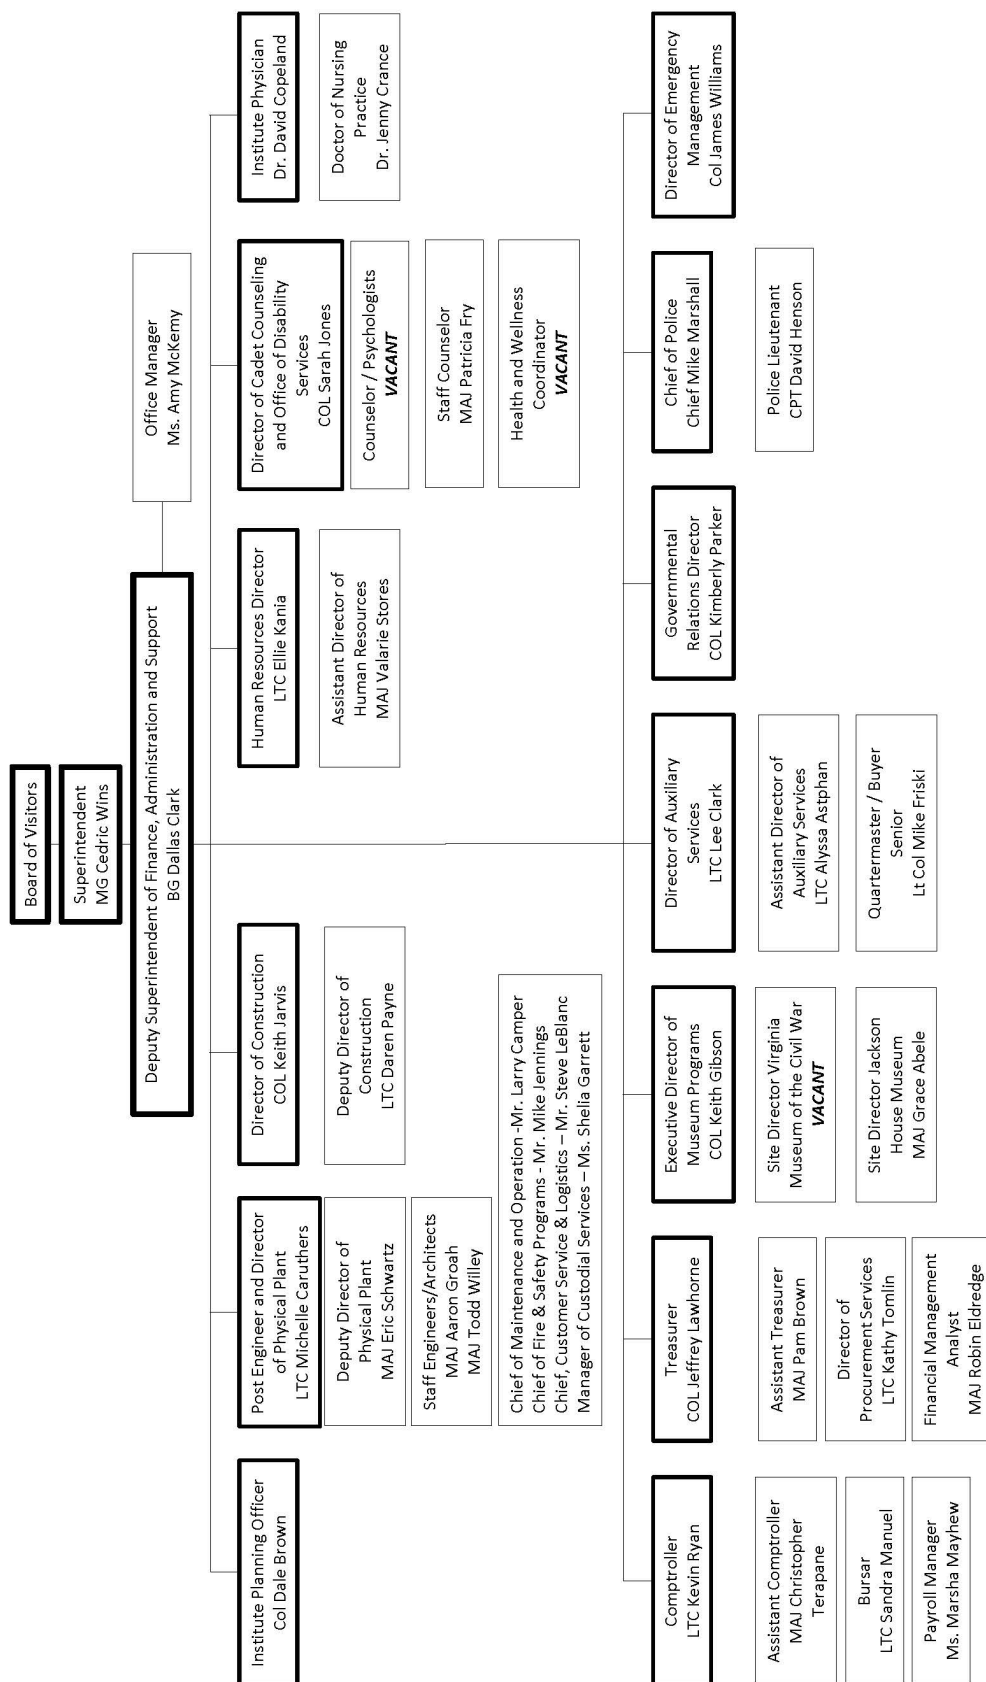 Board of Visitors
Superintendent
MG Cedric Wins
Deputy Superintendent of Finance, Administration and Support
BG Dallas Clark
Office Manager
Ms. Amy McKemy
Institute Planning Officer
Col Dale Brown
Post Engineer and Director
of Physical Plant
LTC Michelle Caruthers
Deputy Director of
Physical Plant
MAJ Eric Schwartz
Staff Engineers/Architects
MAJ Aaron Groah
MAJ Todd Willey
Chief of Maintenance and Operation -Mr. Larry Camper
Chief of Fire & Safety Programs - Mr. Mike Jennings
Chief, Customer Service & Logistics – Mr. Steve LeBlanc
Manager of Custodial Services – Ms. Shelia Garrett
Director of Construction
COL Keith Jarvis
Deputy Director of
Construction
LTC Daren Payne
Human Resources Director
LTC Ellie Kania
Assistant Director of
Human Resources
MAJ Valarie Stores
Director of Cadet Counseling
and Office of Disability
Services
COL Sarah Jones
Counselor / Psychologists
VACANT
Staff Counselor
MAJ Patricia Fry
Health and Wellness
Coordinator
VACANT
Institute Physician
Dr. David Copeland
Doctor of Nursing
Practice
Dr. Jenny Crance
Comptroller
LTC Kevin Ryan
Assistant Comptroller
MAJ Christopher
Terapane
Bursar
LTC Sandra Manuel
Payroll Manager
Ms. Marsha Mayhew
Treasurer
COL Jeffrey Lawhorne
Assistant Treasurer
MAJ Pam Brown
Director of
Procurement Services
LTC Kathy Tomlin
Financial Management
Analyst
MAJ Robin Eldredge
Executive Director of
Museum Programs
COL Keith Gibson
Site Director Virginia
Museum of the Civil War
VACANT
Site Director Jackson
House Museum
MAJ Grace Abele
Director of Auxiliary
Services
LTC Lee Clark
Assistant Director of
Auxiliary Services
LTC Alyssa Astphan
Quartermaster / Buyer
Senior
Lt Col Mike Friski
Governmental
Relations Director
COL Kimberly Parker
Chief of Police
Chief Mike Marshall
Police Lieutenant
CPT David Henson
Director of Emergency
Management
Col James Williams